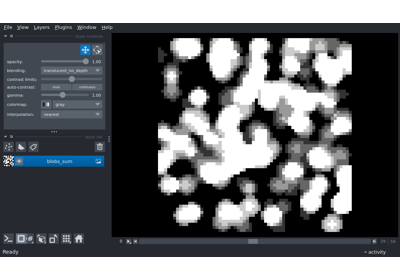 File View Layers Plugins Window Help
opacity: 1.00
blending: translucent_no_depth
contrast limits:
auto-contrast: once continuous
gamma: 1.00
colormap: gray
interpolation: nearest
blobs_sum
Ready
activity